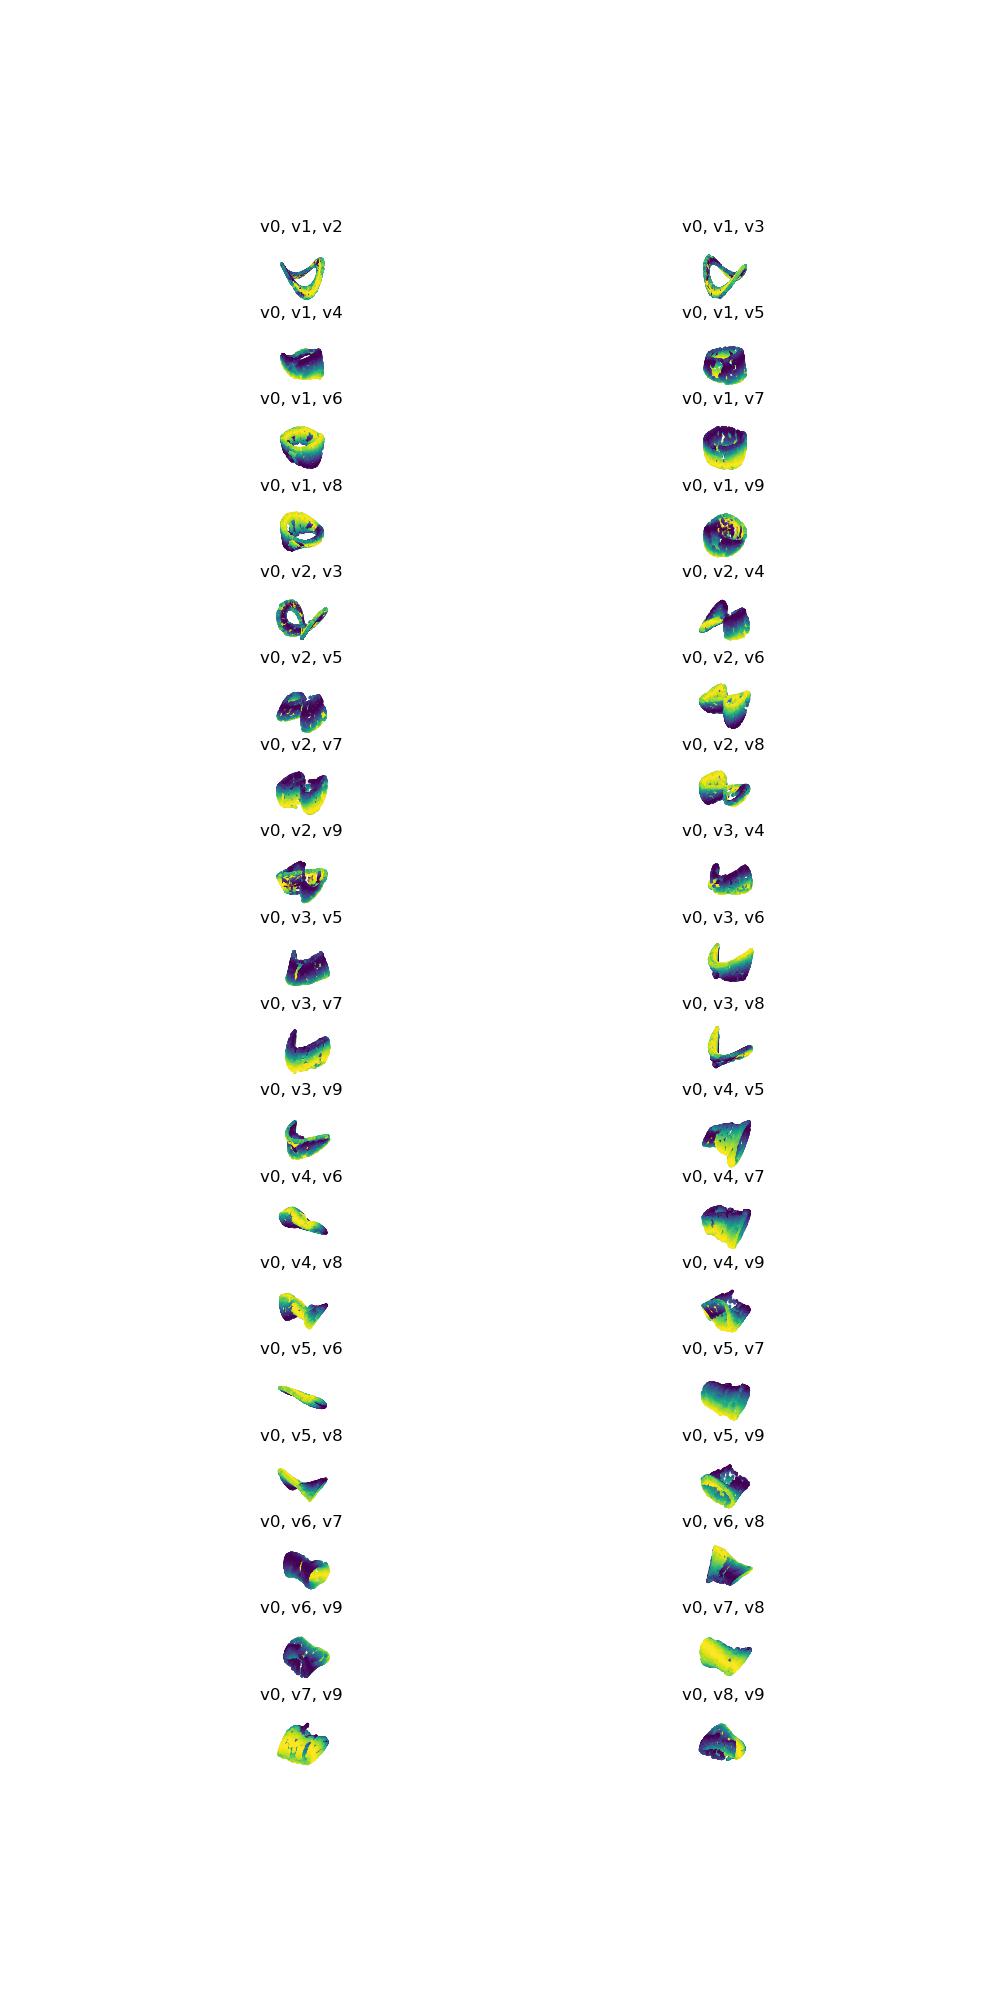 v0, v1, v2
v0, v1, v3
v0, v1, v4
v0, v1, v5
v0, v1, v6
v0, v1, v7
v0, v1, v8
v0, v1, v9
v0, v2, v3
v0, v2, v4
v0, v2, v5
v0, v2, v6
v0, v2, v7
v0, v2, v8
v0, v2, v9
v0, v3, v4
v0, v3, v5
v0, v3, v6
v0, v3, v7
v0, v3, v8
v0, v3, v9
v0, v4, v5
v0, v4, v6
v0, v4, v7
v0, v4, v8
v0, v4, v9
v0, v5, v6
v0, v5, v7
v0, v5, v8
v0, v5, v9
v0, v6, v7
v0, v6, v8
v0, v6, v9
v0, v7, v8
v0, v7, v9
v0, v8, v9